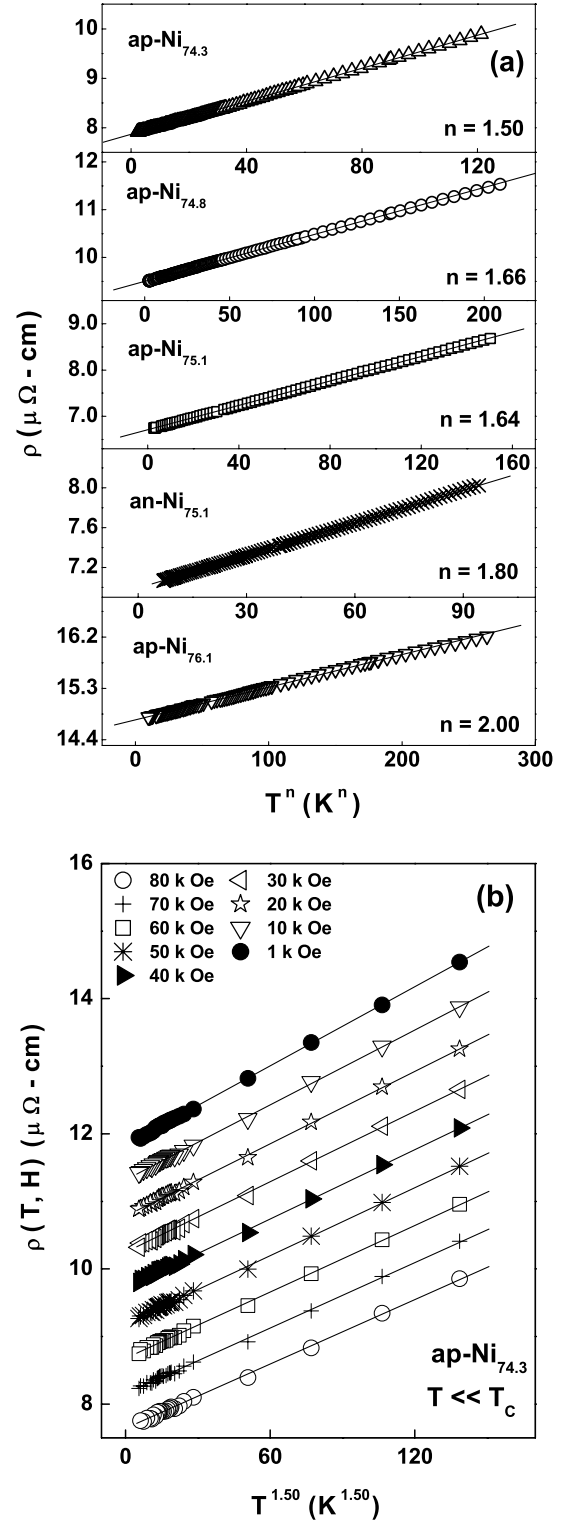 10
ap-Ni74.3
(a)
9
8
n = 1.50
0 40 80 120
12
ap-Ni74.8
11
10
n = 1.66
0 50 100 150 200
9.0
ap-Ni75.1
8.0
7.0
n = 1.64
0 40 80 120 160
8.0
an-Ni75.1
7.6
7.2
n = 1.80
0 30 60 90
16.2
ap-Ni76.1
15.3
14.4
n = 2.00
0 100 200 300
ρ ( μ Ω - cm)
T^n (K^n)
16
80 k Oe 30 k Oe
(b)
70 k Oe 20 k Oe
60 k Oe 10 k Oe
50 k Oe 1 k Oe
40 k Oe
14
12
10
8
ap-Ni74.3
T << TC
0 60 120
ρ (T, H) ( μ Ω - cm)
T^1.50 (K^1.50)